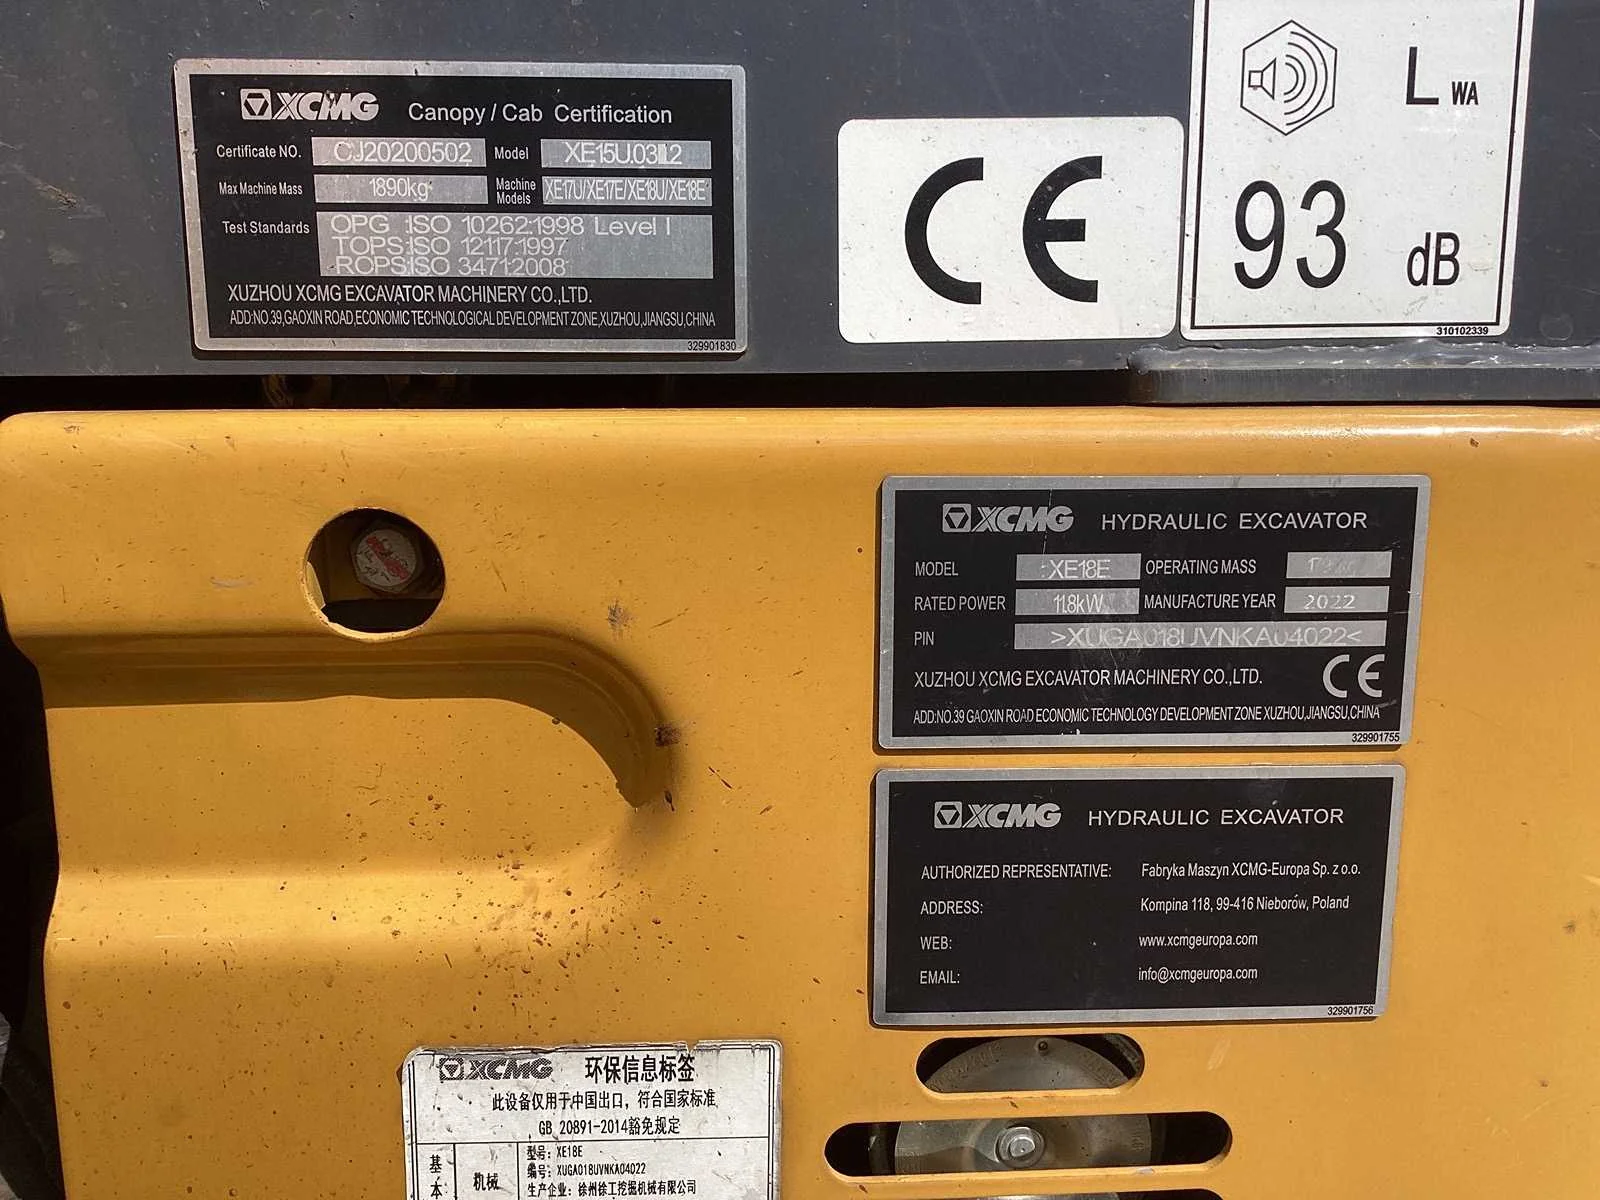 XCMG Canopy / Cab Certification
Certificate NO. CJ20200502 Model XE15U.03.1.2
Max Machine Mass 1890kg Machine Models XE17U/XE17E/XE18U/XE18E
Test Standards OPG :ISO 10262:1998 Level I
TOPS:ISO 12117:1997
ROPS:ISO 3471:2008
XUZHOU XCMG EXCAVATOR MACHINERY CO.,LTD.
ADD:NO.39,GAOXIN ROAD,ECONOMIC TECHNOLOGICAL DEVELOPMENT ZONE,XUZHOU,JIANGSU,CHINA
329901830
CE
LWA
93 dB
310102339
XCMG HYDRAULIC EXCAVATOR
MODEL XE18E OPERATING MASS
RATED POWER 11.8kW MANUFACTURE YEAR 2022
PIN >XUGA018UVNKA04022<
XUZHOU XCMG EXCAVATOR MACHINERY CO.,LTD. CE
ADD:NO.39 GAOXIN ROAD ECONOMIC TECHNOLOGY DEVELOPMENT ZONE XUZHOU,JIANGSU,CHINA
329901755
XCMG HYDRAULIC EXCAVATOR
AUTHORIZED REPRESENTATIVE: Fabryka Maszyn XCMG-Europa Sp. z o.o.
ADDRESS: Kompina 118, 99-416 Nieborów, Poland
WEB: www.xcmgeuropa.com
EMAIL: info@xcmgeuropa.com
329901756
XCMG 环保信息标签
此设备仅用于中国出口，符合国家标准
GB 20891-2014豁免规定
基本 机械 型号: XE18E
编号: XUGA018UVNKA04022
生产企业: 徐州徐工挖掘机械有限公司